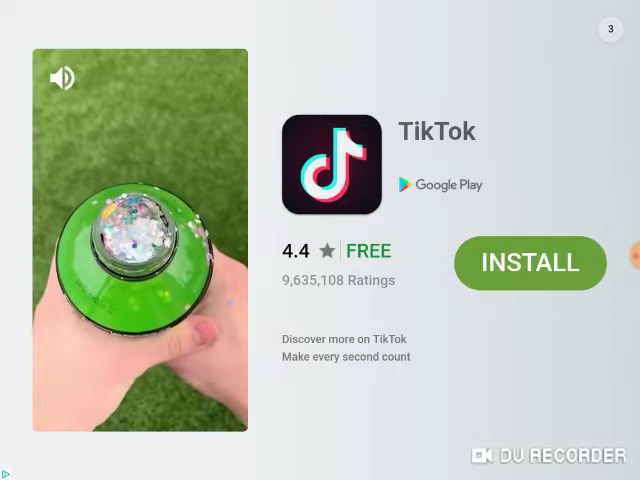 3
TikTok
Google Play
4.4 FREE
9,635,108 Ratings
INSTALL
Discover more on TikTok
Make every second count
DU RECORDER